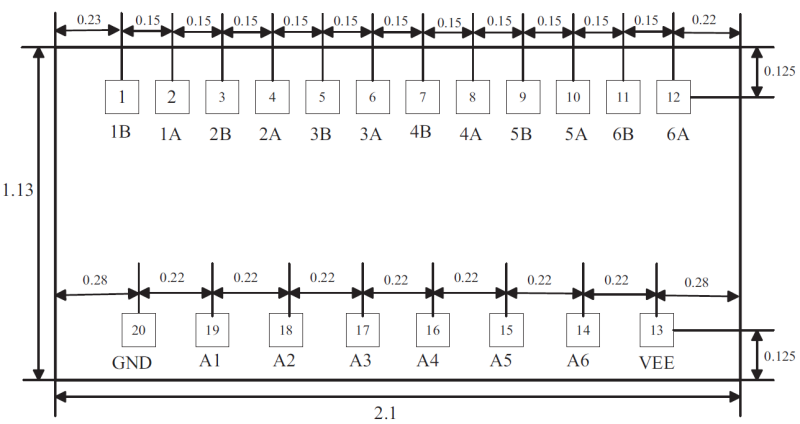 0.23 0.15 0.15 0.15 0.15 0.15 0.15 0.15 0.15 0.15 0.15 0.15 0.22
0.125
1 2 3 4 5 6 7 8 9 10 11 12
1B 1A 2B 2A 3B 3A 4B 4A 5B 5A 6B 6A
1.13
0.28 0.22 0.22 0.22 0.22 0.22 0.22 0.22 0.28
20 19 18 17 16 15 14 13
0.125
GND A1 A2 A3 A4 A5 A6 VEE
2.1